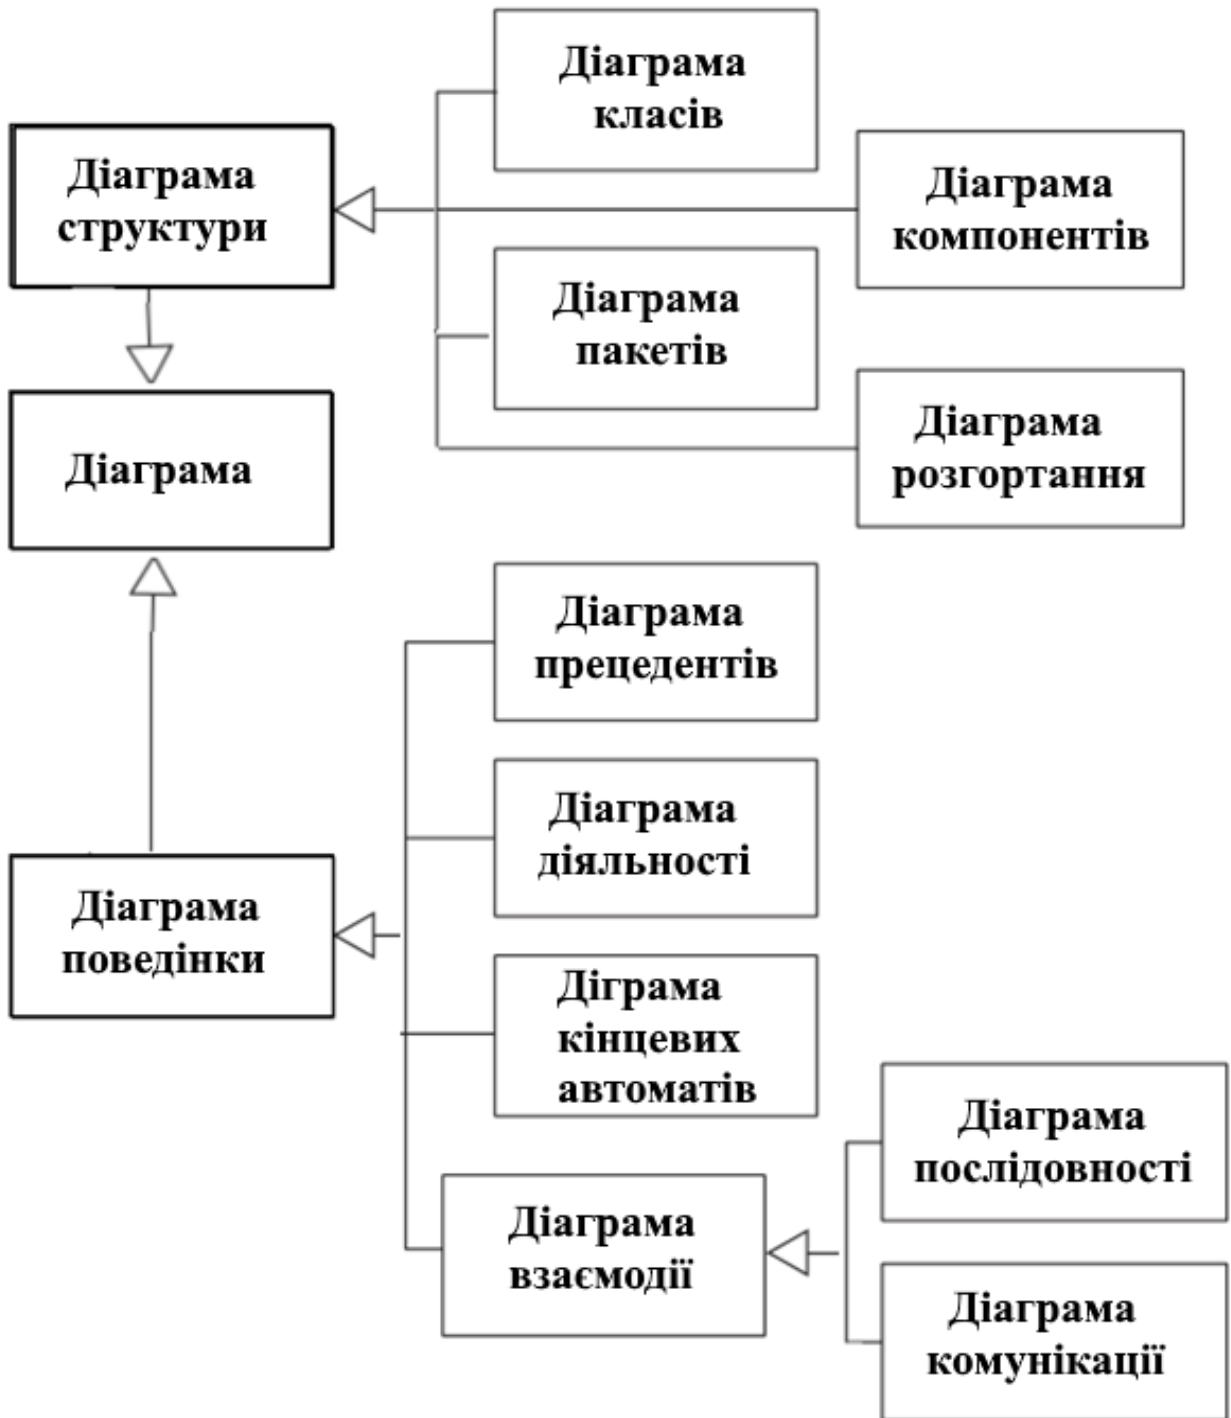 Діаграма
класів
Діаграма
структури
Діаграма
компонентів
Діаграма
пакетів
Діаграма
Діаграма
розгортання
Діаграма
прецедентів
Діаграма
діяльності
Діаграма
поведінки
Діграма
кінцевих
автоматів
Діаграма
послідовності
Діаграма
взаємодії
Діаграма
комунікації